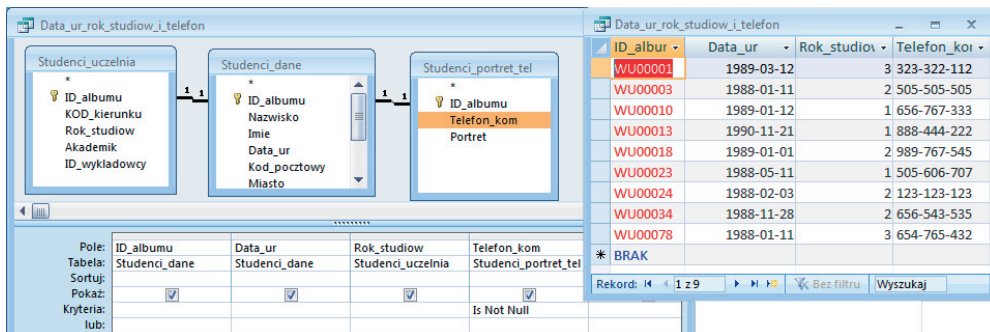 Data_ur_rok_studiow_i_telefon
Studenci_uczelnia
*
ID_albumu
KOD_kierunku
Rok_studiow
Akademik
ID_wykladowcy
1 1
Studenci_dane
*
ID_albumu
Nazwisko
Imie
Data_ur
Kod_pocztowy
Miasto
1 1
Studenci_portret_tel
*
ID_albumu
Telefon_kom
Portret
Pole: ID_albumu Data_ur Rok_studiow Telefon_kom
Tabela: Studenci_dane Studenci_dane Studenci_uczelnia Studenci_portret_tel
Sortuj:
Pokaż:
Kryteria: Is Not Null
lub:
Data_ur_rok_studiow_i_telefon
ID_albur Data_ur Rok_studiov Telefon_kor
WU00001 1989-03-12 3 323-322-112
WU00003 1988-01-11 2 505-505-505
WU00010 1989-01-12 1 656-767-333
WU00013 1990-11-21 1 888-444-222
WU00018 1989-01-01 2 989-767-545
WU00023 1988-05-11 1 505-606-707
WU00024 1988-02-03 2 123-123-123
WU00034 1988-11-28 2 656-543-535
WU00078 1988-01-11 3 654-765-432
* BRAK
Rekord: 1 z 9 Bez filtru Wyszukaj